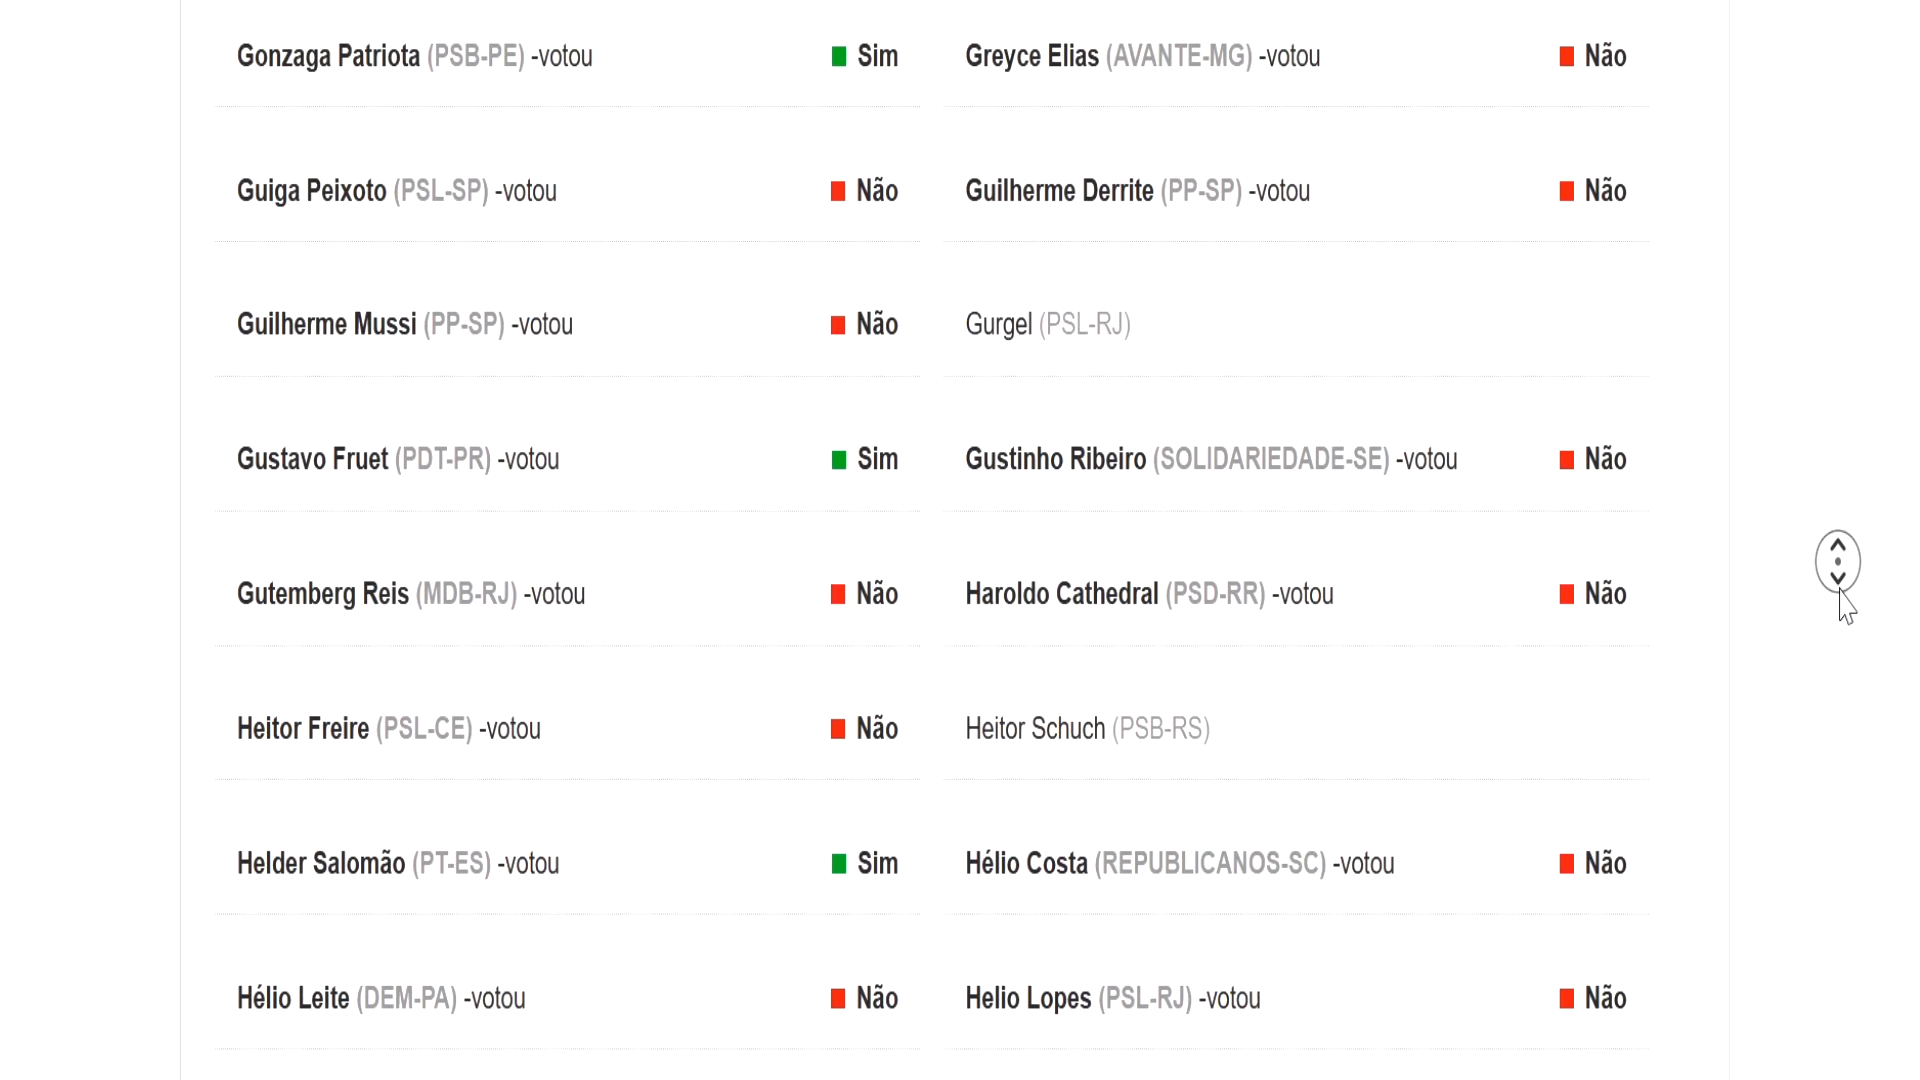 Gonzaga Patriota (PSB-PE) -votou Sim
Greyce Elias (AVANTE-MG) -votou Não
Guiga Peixoto (PSL-SP) -votou Não
Guilherme Derrite (PP-SP) -votou Não
Guilherme Mussi (PP-SP) -votou Não
Gurgel (PSL-RJ)
Gustavo Fruet (PDT-PR) -votou Sim
Gustinho Ribeiro (SOLIDARIEDADE-SE) -votou Não
Gutemberg Reis (MDB-RJ) -votou Não
Haroldo Cathedral (PSD-RR) -votou Não
Heitor Freire (PSL-CE) -votou Não
Heitor Schuch (PSB-RS)
Helder Salomão (PT-ES) -votou Sim
Hélio Costa (REPUBLICANOS-SC) -votou Não
Hélio Leite (DEM-PA) -votou Não
Helio Lopes (PSL-RJ) -votou Não